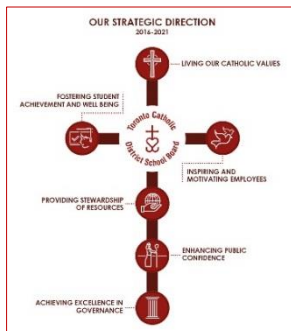 OUR STRATEGIC DIRECTION
2016-2021
LIVING OUR CATHOLIC VALUES
FOSTERING STUDENT
ACHIEVEMENT AND WELL BEING
Toronto Catholic
District School Board
INSPIRING AND
MOTIVATING EMPLOYEES
PROVIDING STEWARDSHIP
OF RESOURCES
ENHANCING PUBLIC
CONFIDENCE
ACHIEVING EXCELLENCE IN
GOVERNANCE